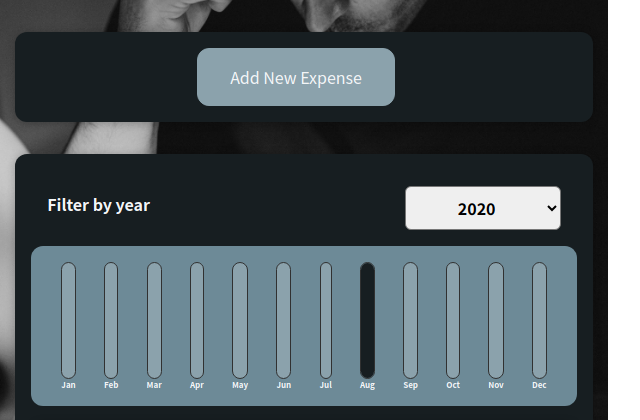 Add New Expense
Filter by year
2020
Jan Feb Mar Apr May Jun Jul Aug Sep Oct Nov Dec